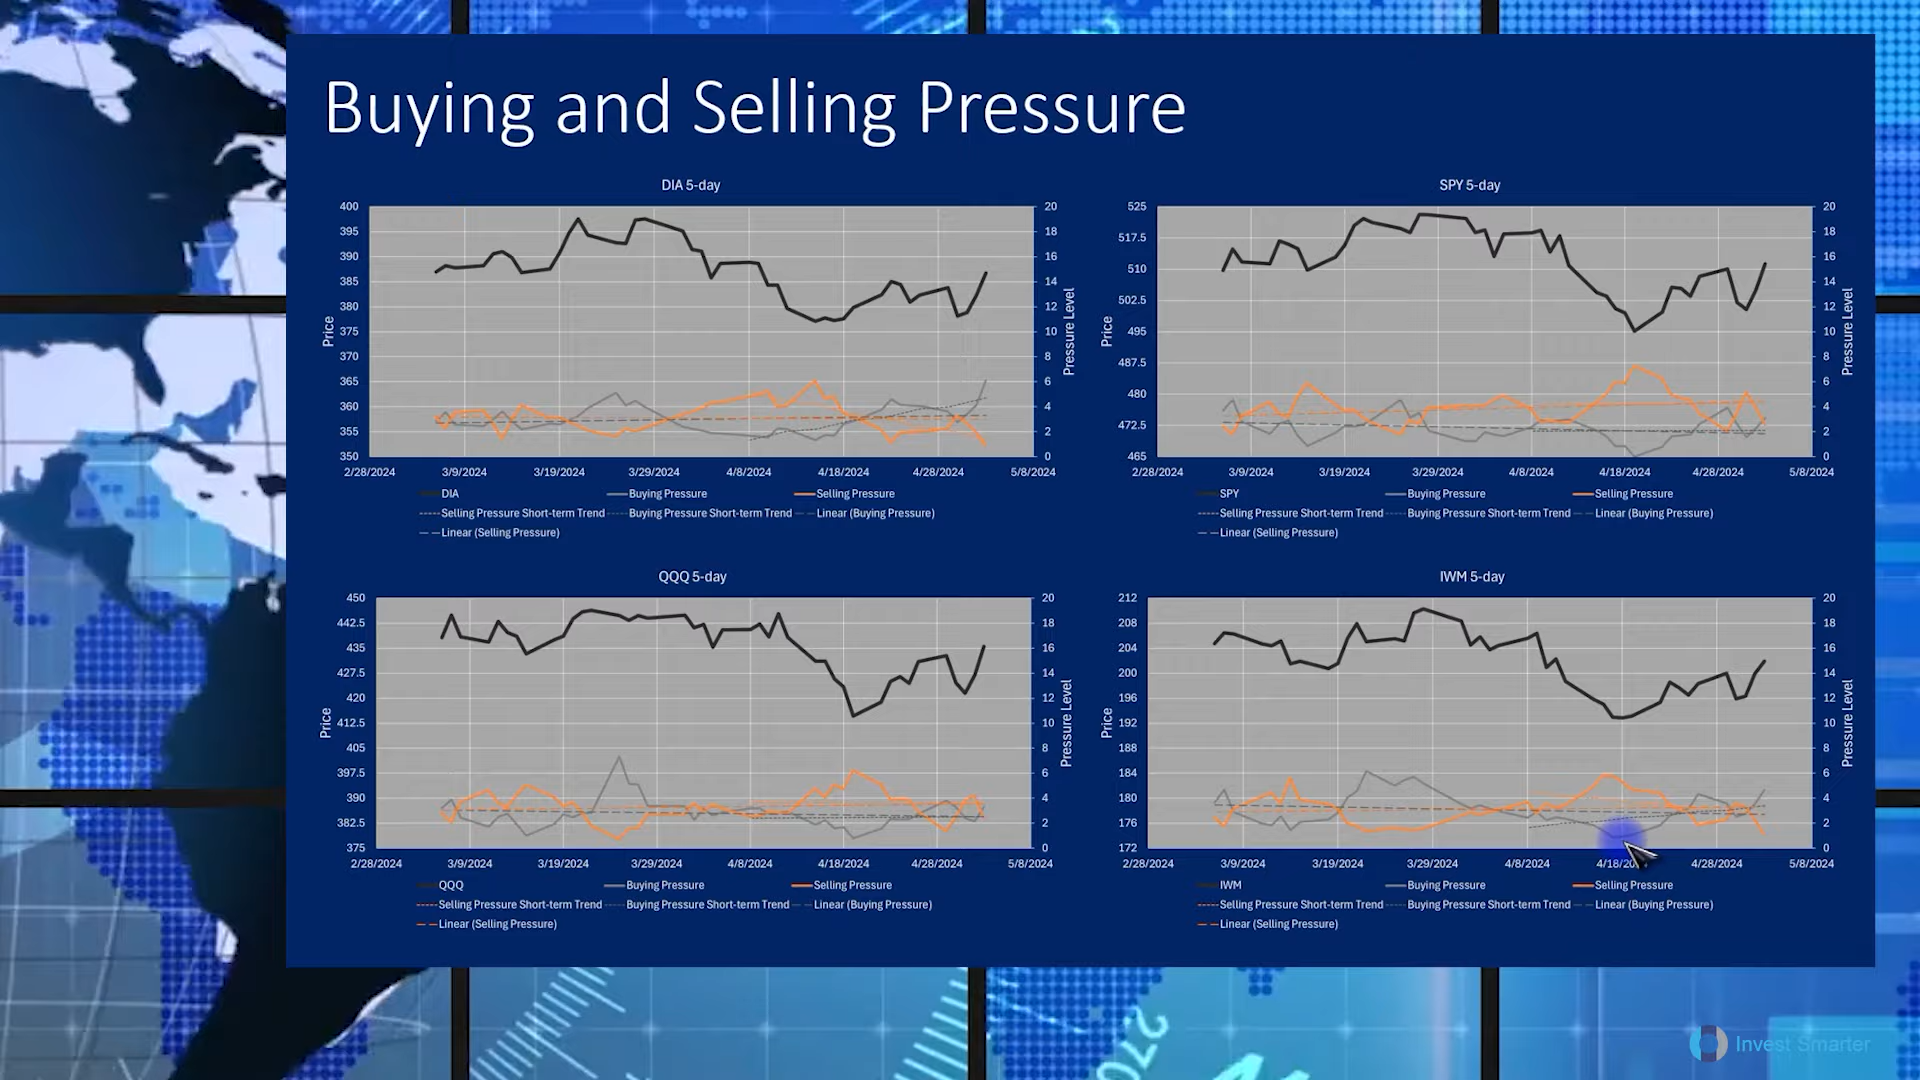 Buying and Selling Pressure
DIA 5-day
400
395
390
385
380
375
370
365
360
355
350
Price
20
18
16
14
12
10
8
6
4
2
0
Pressure Level
2/28/2024 3/9/2024 3/19/2024 3/29/2024 4/8/2024 4/18/2024 4/28/2024 5/8/2024
DIA Buying Pressure Selling Pressure
Selling Pressure Short-term Trend Buying Pressure Short-term Trend Linear (Buying Pressure)
Linear (Selling Pressure)
SPY 5-day
525
517.5
510
502.5
495
487.5
480
472.5
465
Price
20
18
16
14
12
10
8
6
4
2
0
Pressure Level
2/28/2024 3/9/2024 3/19/2024 3/29/2024 4/8/2024 4/18/2024 4/28/2024 5/8/2024
SPY Buying Pressure Selling Pressure
Selling Pressure Short-term Trend Buying Pressure Short-term Trend Linear (Buying Pressure)
Linear (Selling Pressure)
QQQ 5-day
450
442.5
435
427.5
420
412.5
405
397.5
390
382.5
375
Price
20
18
16
14
12
10
8
6
4
2
0
Pressure Level
2/28/2024 3/9/2024 3/19/2024 3/29/2024 4/8/2024 4/18/2024 4/28/2024 5/8/2024
QQQ Buying Pressure Selling Pressure
Selling Pressure Short-term Trend Buying Pressure Short-term Trend Linear (Buying Pressure)
Linear (Selling Pressure)
IWM 5-day
212
208
204
200
196
192
188
184
180
176
172
Price
20
18
16
14
12
10
8
6
4
2
0
Pressure Level
2/28/2024 3/9/2024 3/19/2024 3/29/2024 4/8/2024 4/18/20 4/28/2024 5/8/2024
IWM Buying Pressure Selling Pressure
Selling Pressure Short-term Trend Buying Pressure Short-term Trend Linear (Buying Pressure)
Linear (Selling Pressure)
270
Invest Smarter